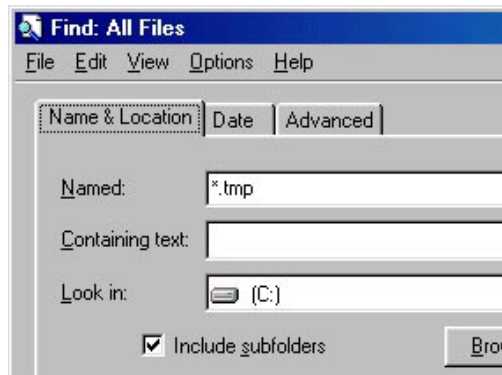 Find: All Files
File Edit View Options Help
Name & Location Date Advanced
Named: *.tmp
Containing text:
Look in: (C:)
Include subfolders